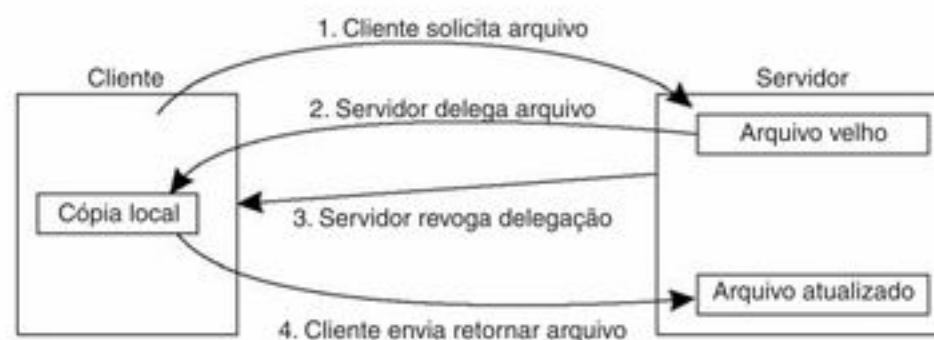 1. Cliente solicita arquivo
Cliente
Servidor
2. Servidor delega arquivo
Arquivo velho
Cópia local
3. Servidor revoga delegação
Arquivo atualizado
4. Cliente envia retornar arquivo